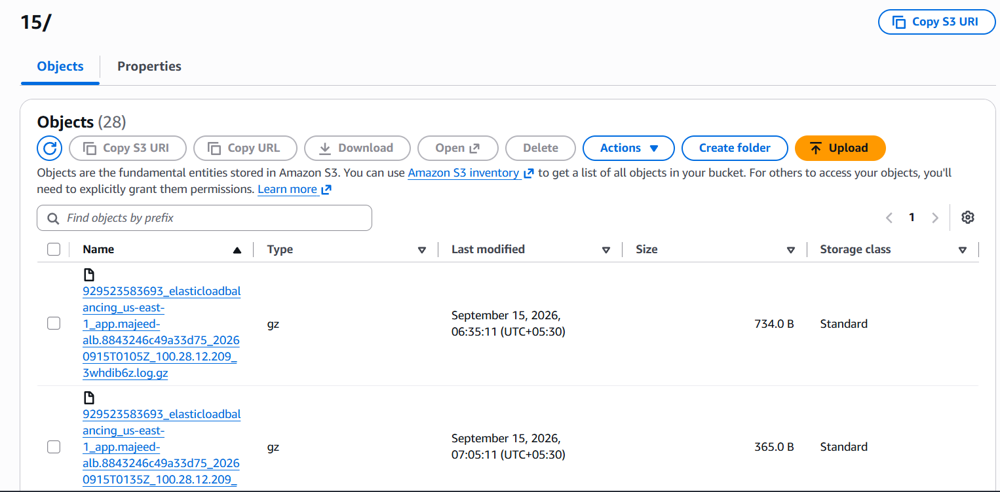 15/
Copy S3 URI
Objects
Properties
Objects (28)
Copy S3 URI
Copy URL
Download
Open
Delete
Actions
Create folder
Upload
Objects are the fundamental entities stored in Amazon S3. You can use Amazon S3 inventory to get a list of all objects in your bucket. For others to access your objects, you'll
need to explicitly grant them permissions. Learn more
Find objects by prefix
1
Name
Type
Last modified
Size
Storage class
929523583693_elasticloadbal
ancing_us-east-
1_app.majeed-
alb.8843246c49a33d75_2026
0915T0105Z_100.28.12.209_
3whdib6z.log.gz
gz
September 15, 2026,
06:35:11 (UTC+05:30)
734.0 B
Standard
929523583693_elasticloadbal
ancing_us-east-
1_app.majeed-
alb.8843246c49a33d75_2026
0915T0135Z_100.28.12.209_
gz
September 15, 2026,
07:05:11 (UTC+05:30)
365.0 B
Standard